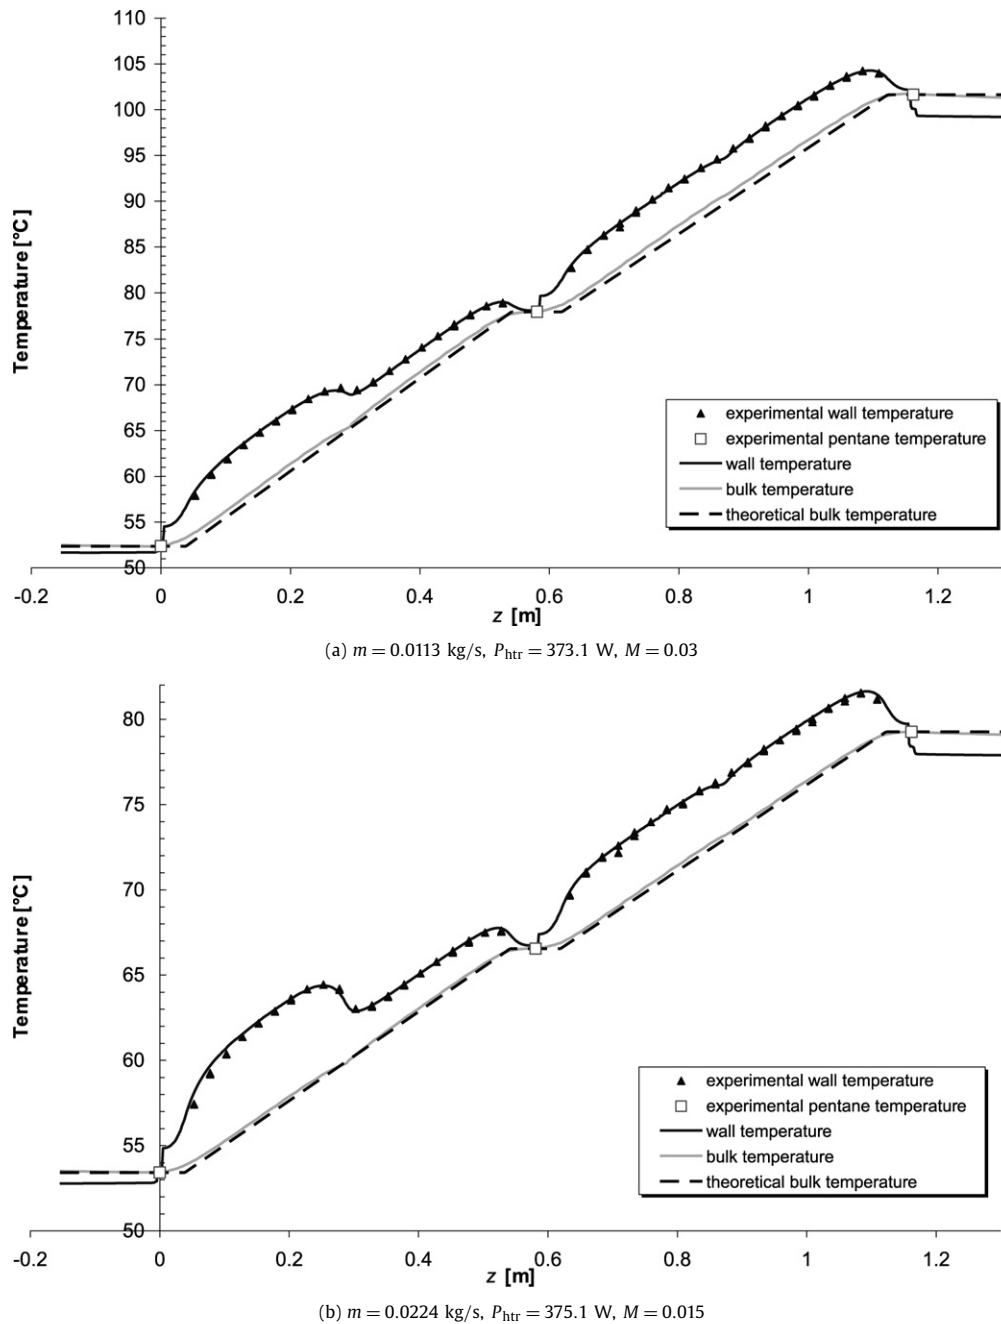 110
105
100
95
90
85
80
75
70
65
60
55
50
Temperature [°C]
-0.2
0
0.2
0.4
0.6
0.8
1
1.2
z [m]
experimental wall temperature
experimental pentane temperature
wall temperature
bulk temperature
theoretical bulk temperature
(a) m = 0.0113 kg/s, P_htr = 373.1 W, M = 0.03
80
75
70
65
60
55
50
Temperature [°C]
-0.2
0
0.2
0.4
0.6
0.8
1
1.2
z [m]
experimental wall temperature
experimental pentane temperature
wall temperature
bulk temperature
theoretical bulk temperature
(b) m = 0.0224 kg/s, P_htr = 375.1 W, M = 0.015